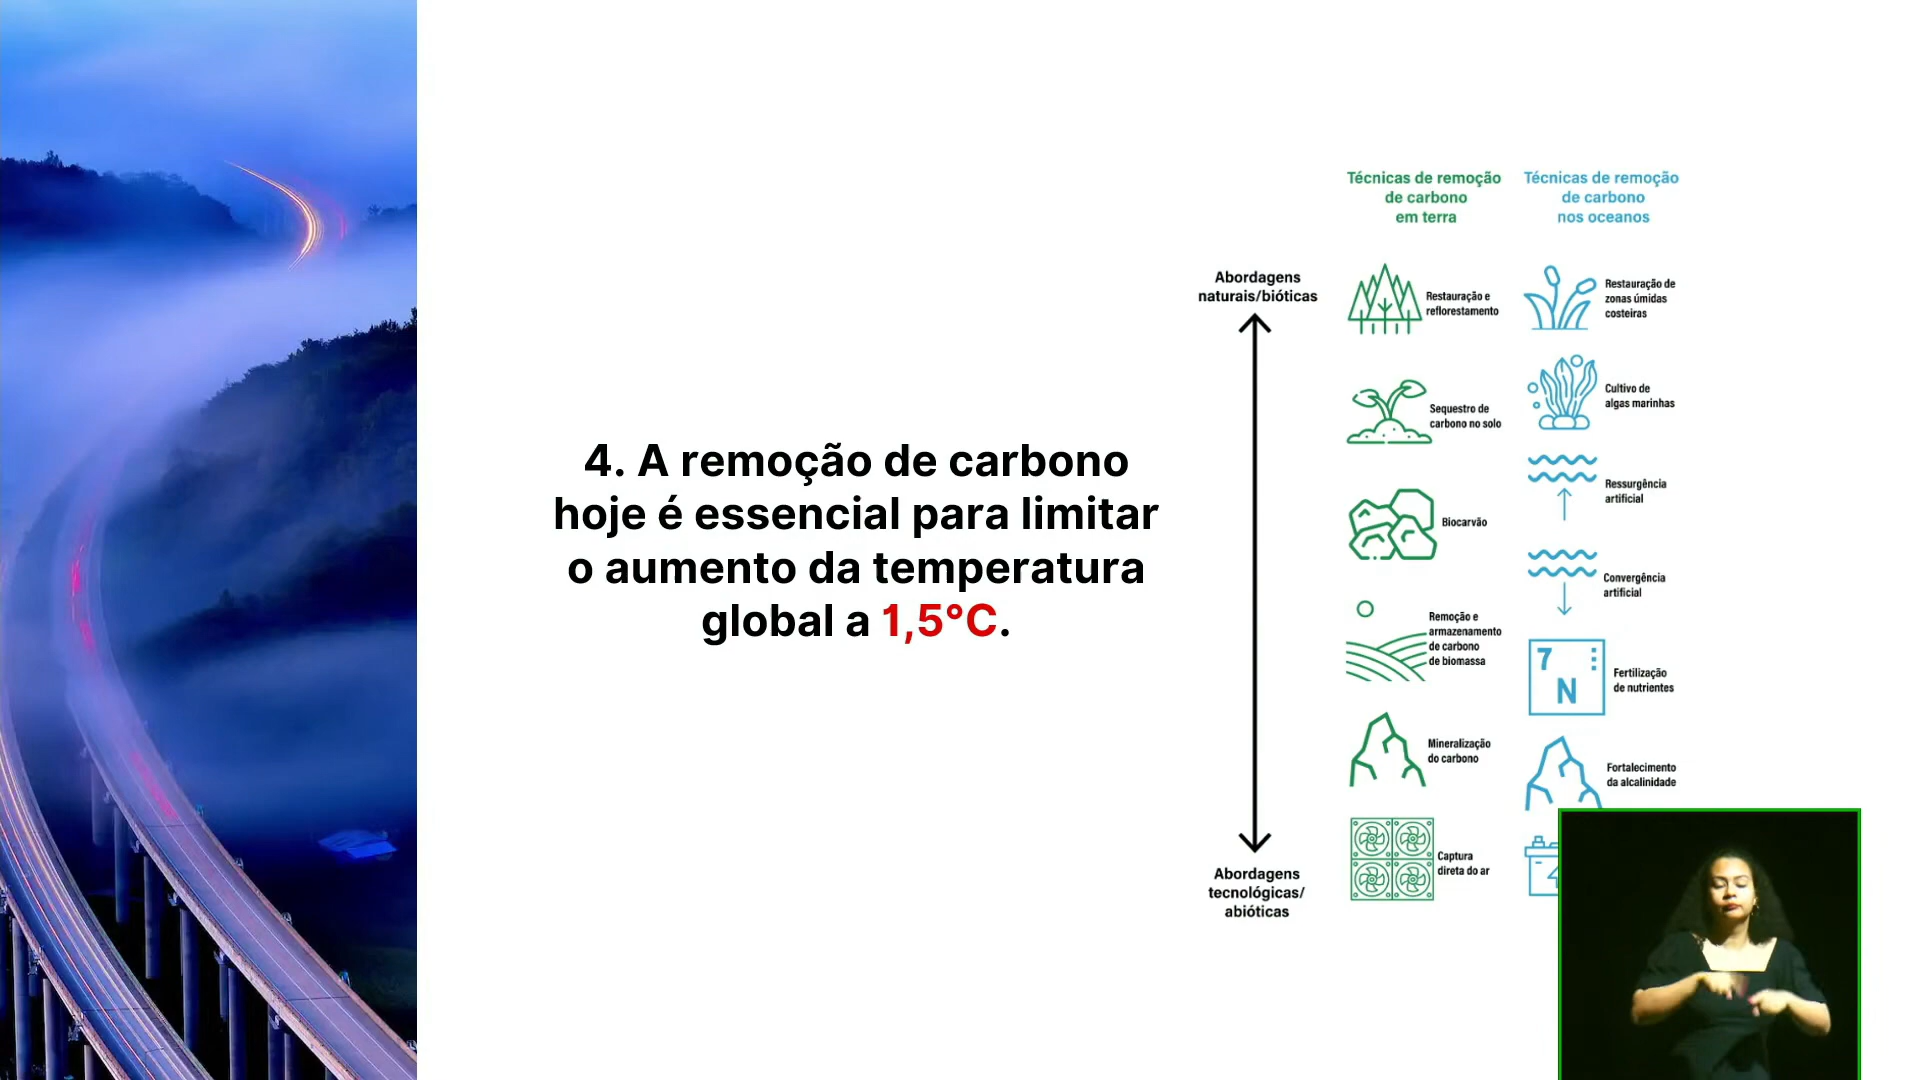 4. A remoção de carbono
hoje é essencial para limitar
o aumento da temperatura
global a 1,5°C.
Abordagens
naturais/bióticas
Abordagens
tecnológicas/
abióticas
Técnicas de remoção
de carbono
em terra
Restauração e
reflorestamento
Sequestro de
carbono no solo
Biocarvão
Remoção e
armazenamento
de carbono
de biomassa
Mineralização
do carbono
Captura
direta do ar
Técnicas de remoção
de carbono
nos oceanos
Restauração de
zonas úmidas
costeiras
Cultivo de
algas marinhas
Ressurgência
artificial
Convergência
artificial
7
N
Fertilização
de nutrientes
Fortalecimento
da alcalinidade